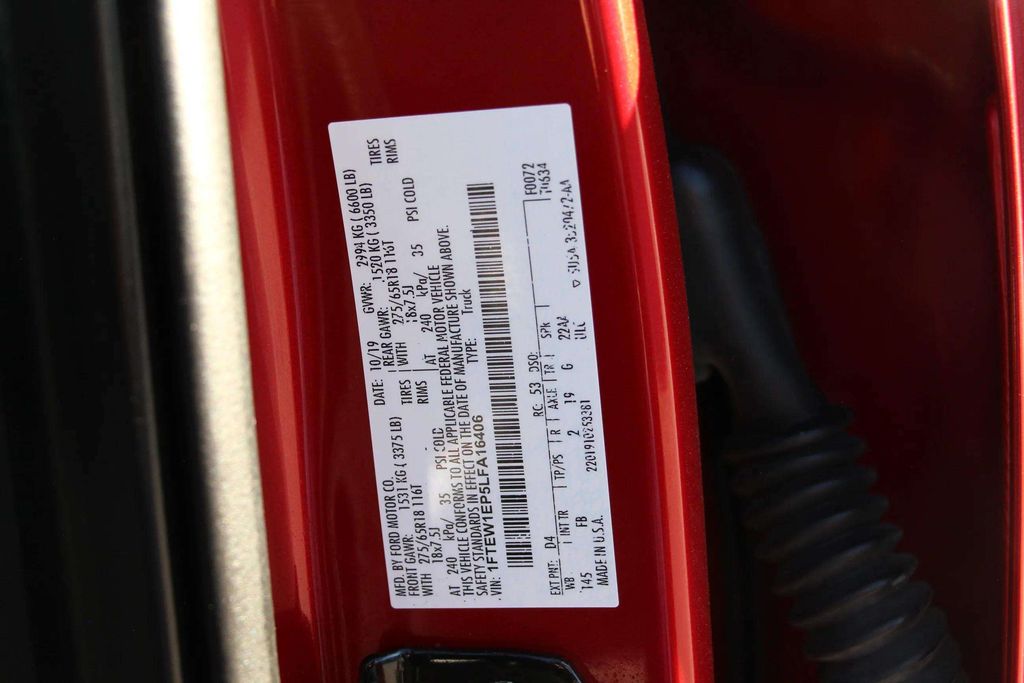 MFD. BY FORD MOTOR CO.
DATE: 10/19
GVWR: 2994 KG ( 6600 LB)
FRONT GAWR: 1531 KG ( 3375 LB)
REAR GAWR: 1520 KG ( 3350 LB)
WITH 275/65R18 116T TIRES
WITH 275/65R18 116T TIRES
18x7.5J RIMS
18x7.5J RIMS
AT 240 kPa/ 35 PSI COLD
AT 240 kPa/ 35 PSI COLD
THIS VEHICLE CONFORMS TO ALL APPLICABLE FEDERAL MOTOR VEHICLE
SAFETY STANDARDS IN EFFECT ON THE DATE OF MANUFACTURE SHOWN ABOVE.
VIN: 1FTEW1EP5LFA16406
TYPE: Truck
F0072
74634
EXT PNT: D4 RC: 53 DSO:
WB INT TR TP/PS R AXLE TR SPR
145 FB 2 19 G 22A2
MADE IN U.S.A.